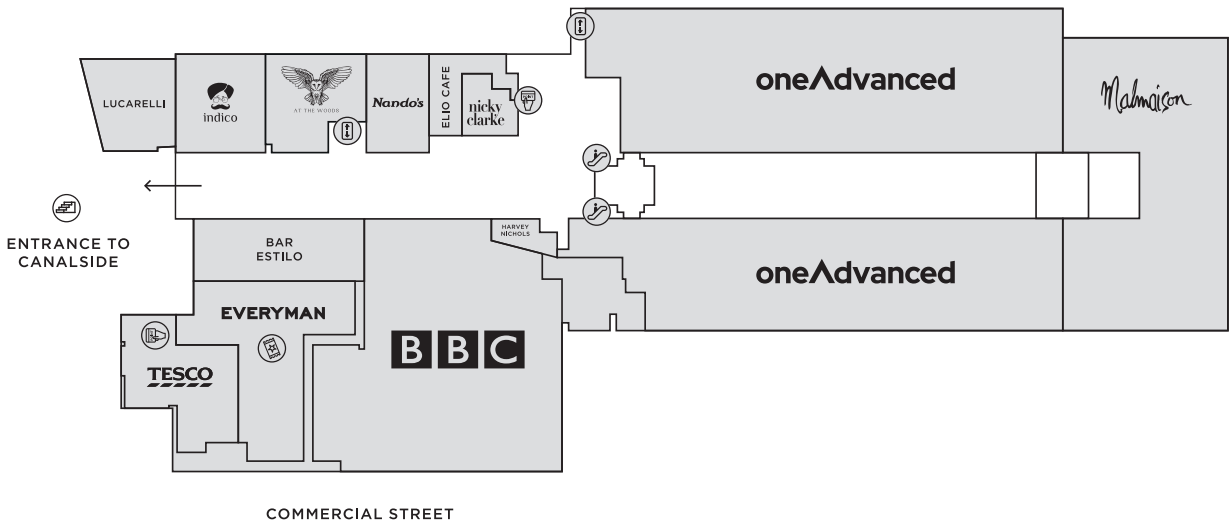 oneAdvanced
Malmaison
LUCARELLI
indico
AT THE WOODS
Nando's
ELIO CAFE
nicky
clarke
ENTRANCE TO
CANALSIDE
BAR
ESTILO
HARVEY
NICHOLS
oneAdvanced
EVERYMAN
BBC
TESCO
COMMERCIAL STREET